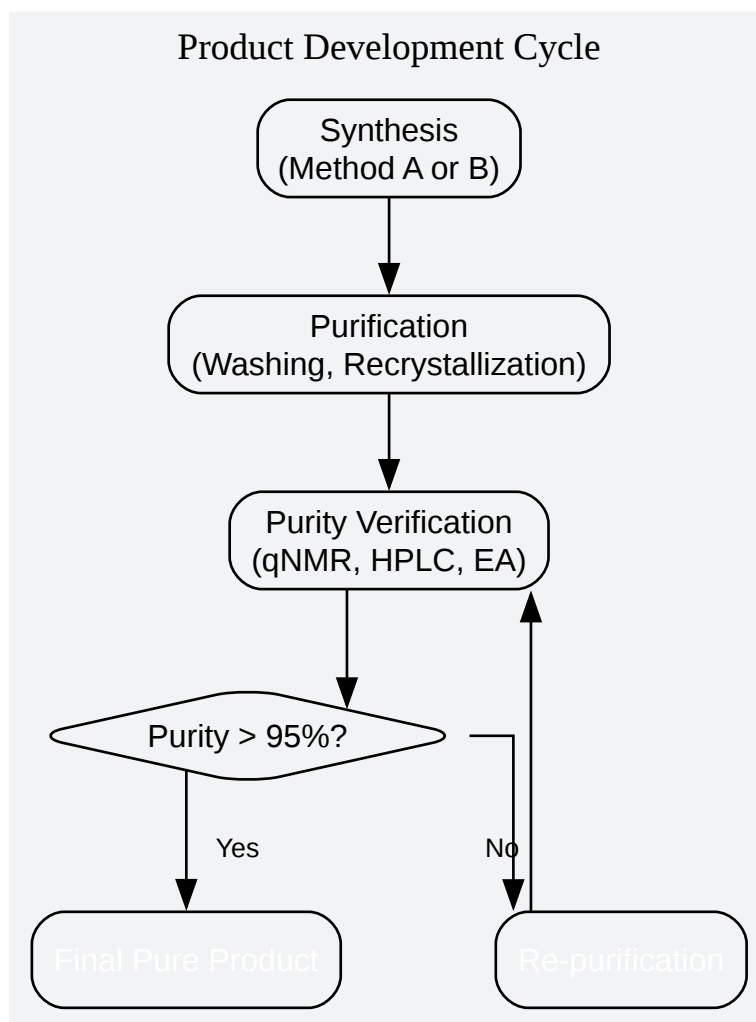 Product Development Cycle
Synthesis
(Method A or B)
Purification
(Washing, Recrystallization)
Purity Verification
(qNMR, HPLC, EA)
Purity > 95%?
Yes
No
Final Pure Product
Re-purification